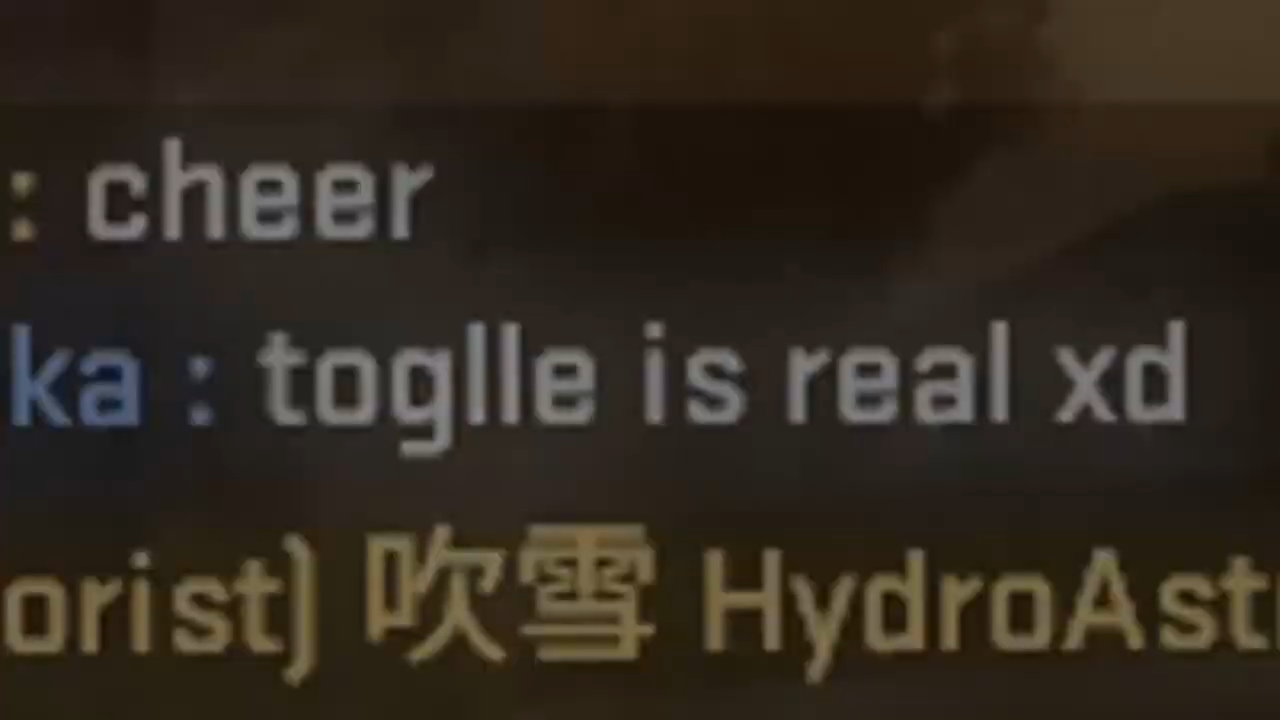 : cheer
ka : toglle is real xd
orist) 吹雪 HydroAst